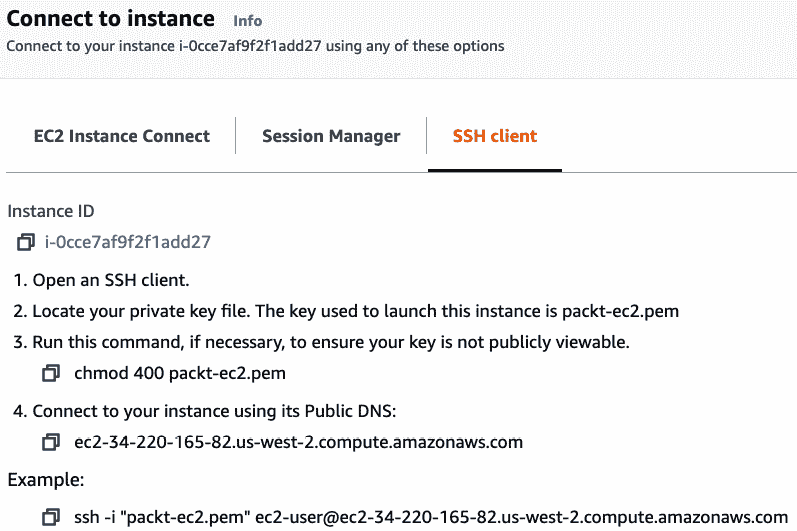 Connect to instance Info
Connect to your instance i-0cce7af9f2f1add27 using any of these options
EC2 Instance Connect
Session Manager
SSH client
Instance ID
i-0cce7af9f2f1add27
1. Open an SSH client.
2. Locate your private key file. The key used to launch this instance is packt-ec2.pem
3. Run this command, if necessary, to ensure your key is not publicly viewable.
chmod 400 packt-ec2.pem
4. Connect to your instance using its Public DNS:
ec2-34-220-165-82.us-west-2.compute.amazonaws.com
Example:
ssh -i "packt-ec2.pem" ec2-user@ec2-34-220-165-82.us-west-2.compute.amazonaws.com